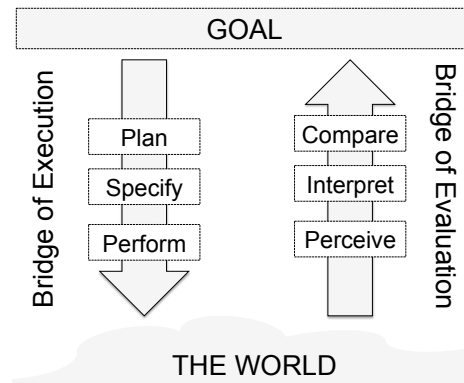 GOAL
Bridge of Execution
Plan
Specify
Perform
Compare
Interpret
Perceive
Bridge of Evaluation
THE WORLD